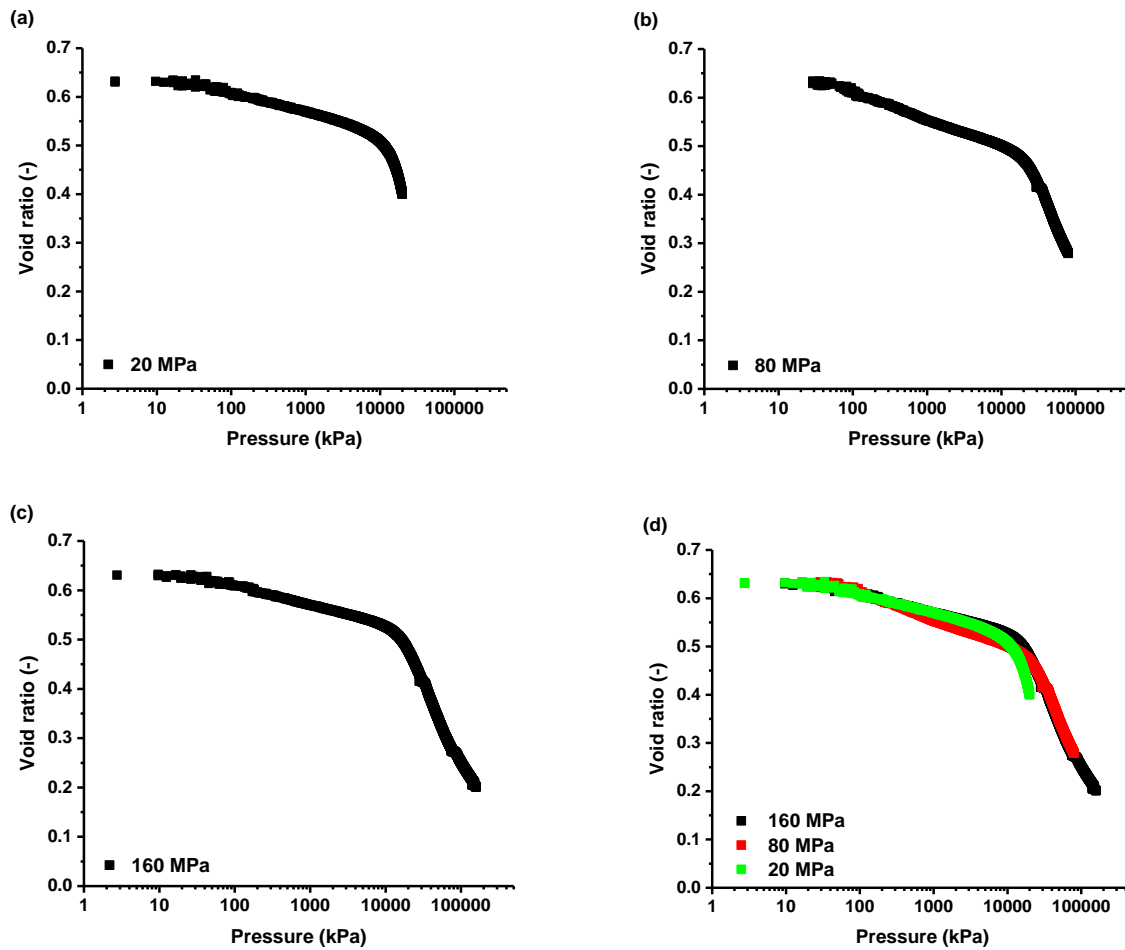 (a)
0.7
0.6
0.5
0.4
0.3
0.2
0.1
0.0
Void ratio (-)
20 MPa
1 10 100 1000 10000 100000
Pressure (kPa)
(b)
0.7
0.6
0.5
0.4
0.3
0.2
0.1
0.0
Void ratio (-)
80 MPa
1 10 100 1000 10000 100000
Pressure (kPa)
(c)
0.7
0.6
0.5
0.4
0.3
0.2
0.1
0.0
Void ratio (-)
160 MPa
1 10 100 1000 10000 100000
Pressure (kPa)
(d)
0.7
0.6
0.5
0.4
0.3
0.2
0.1
0.0
Void ratio (-)
160 MPa
80 MPa
20 MPa
1 10 100 1000 10000 100000
Pressure (kPa)